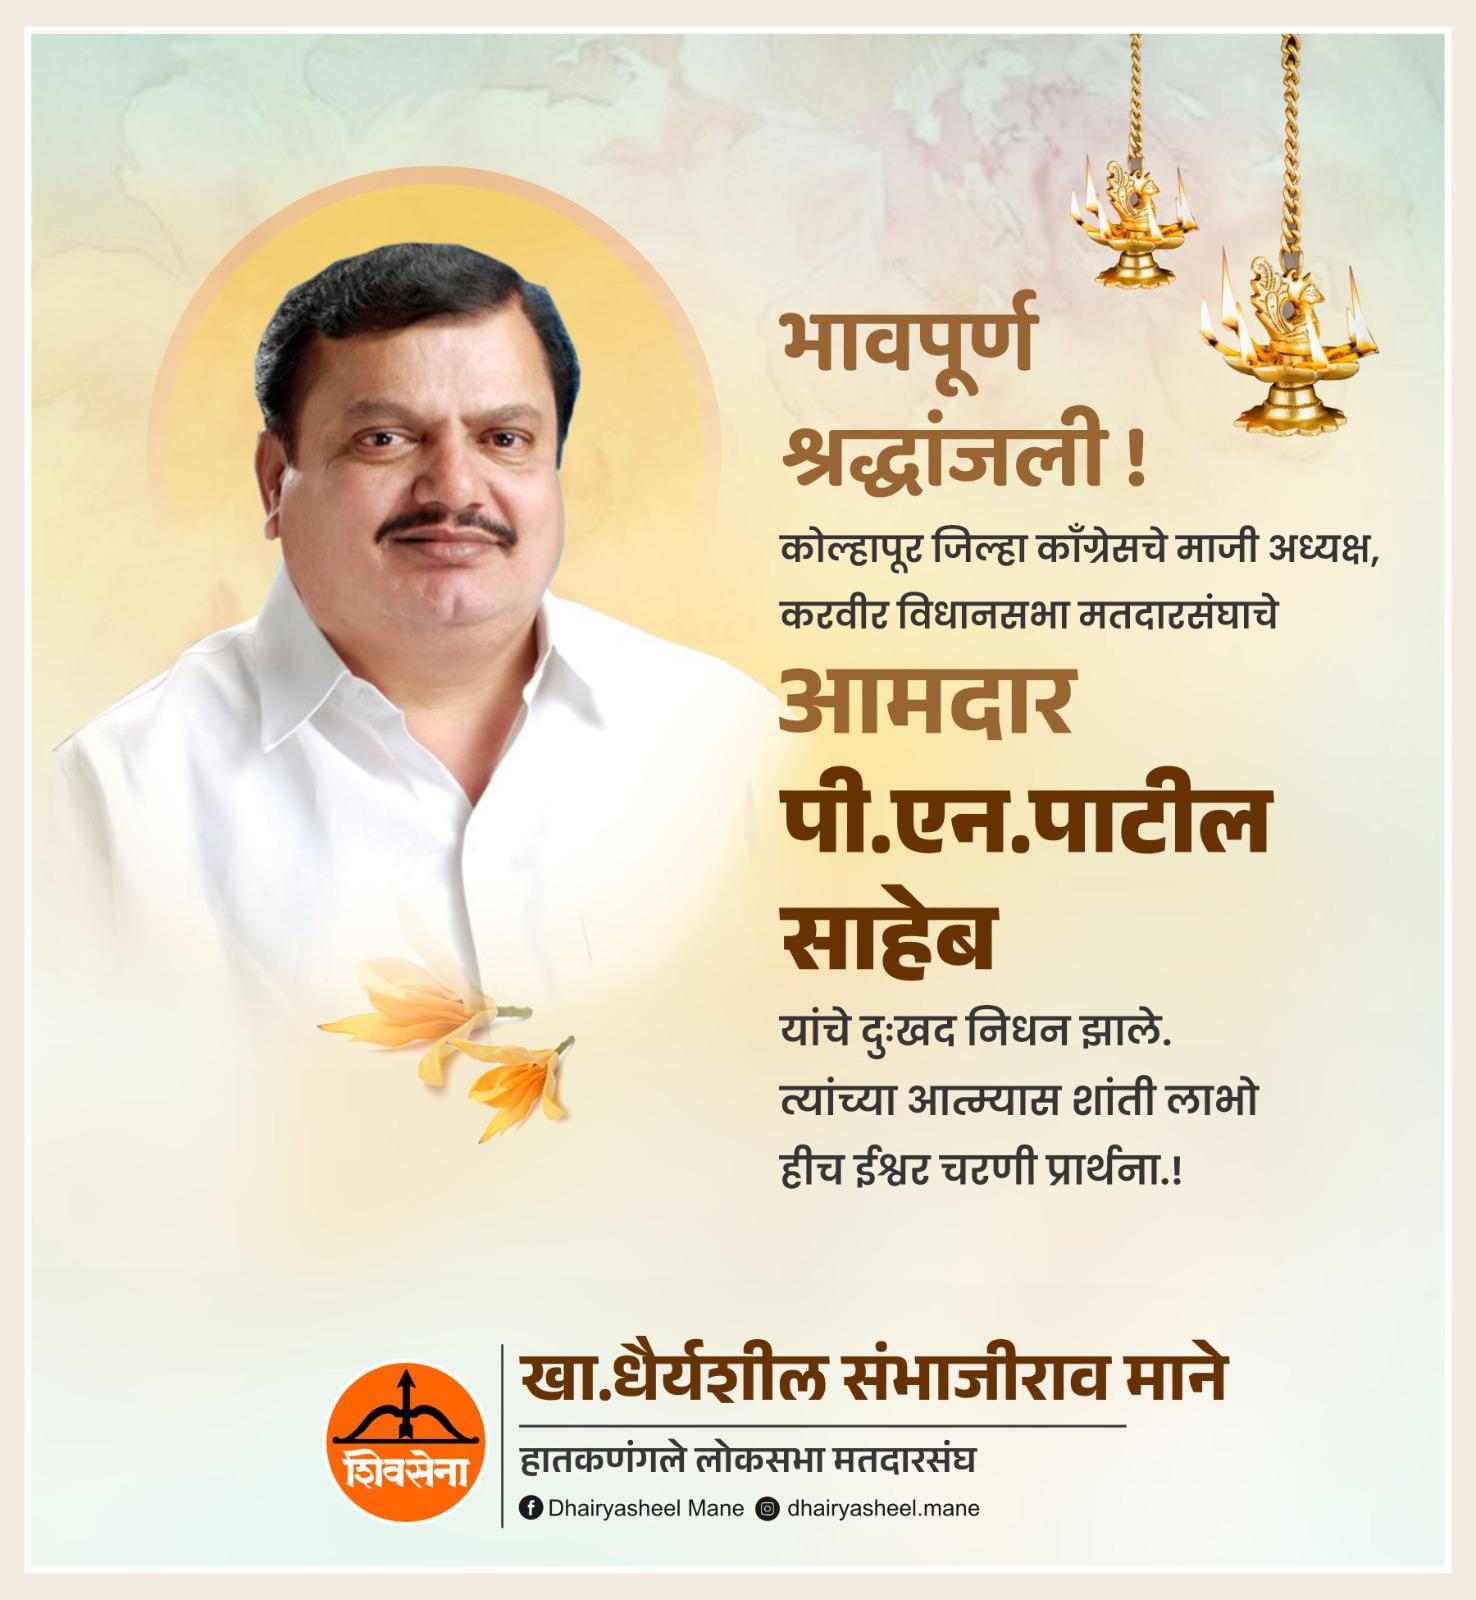 भावपूर्ण
श्रद्धांजली !
कोल्हापूर जिल्हा काँग्रेसचे माजी अध्यक्ष,
करवीर विधानसभा मतदारसंघाचे
आमदार
पी.एन.पाटील
साहेब
यांचे दुःखद निधन झाले.
त्यांच्या आत्म्यास शांती लाभो
हीच ईश्वर चरणी प्रार्थना.!
खा.धैर्यशील संभाजीराव माने
हातकणंगले लोकसभा मतदारसंघ
Dhairyasheel Mane dhairyasheel.mane
शिवसेना